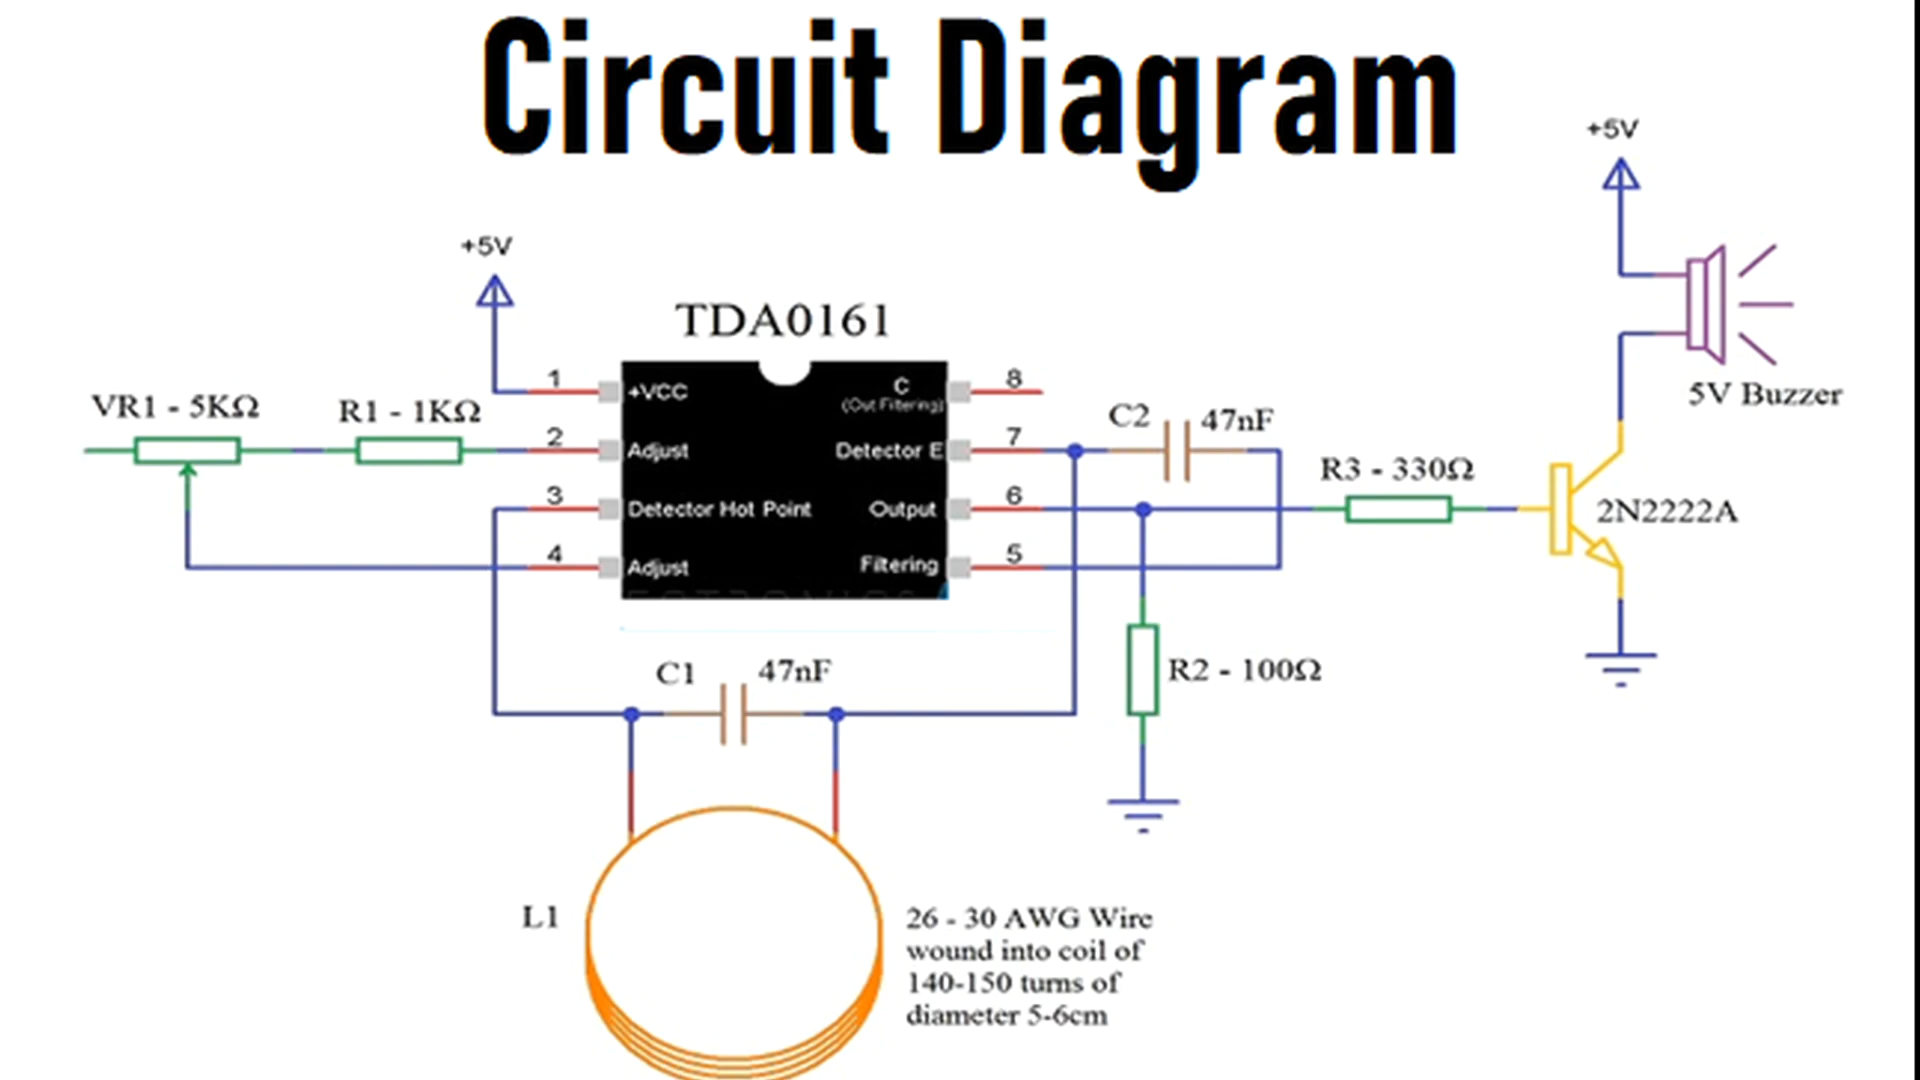 Circuit Diagram
+5V
+5V
TDA0161
VR1 - 5KΩ
R1 - 1KΩ
1
2
3
4
+VCC
Adjust
Detector Hot Point
Adjust
C
(Out Filtering)
Detector E
Output
Filtering
8
7
6
5
C2
47nF
R3 - 330Ω
5V Buzzer
2N2222A
C1
47nF
R2 - 100Ω
L1
26 - 30 AWG Wire
wound into coil of
140-150 turns of
diameter 5-6cm